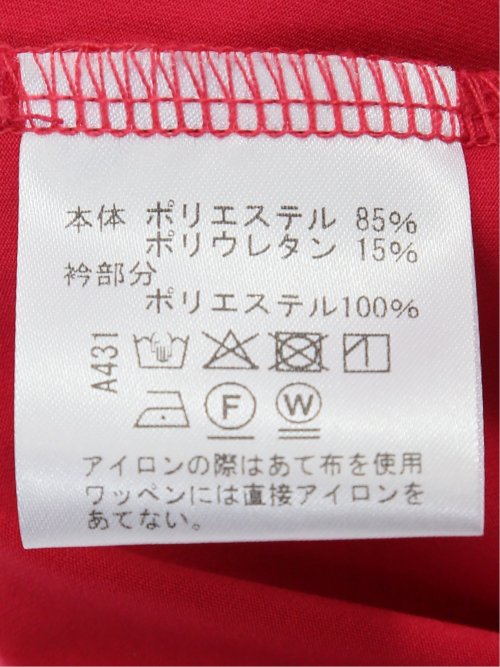 本体 ポリエステル 85%
ポリウレタン 15%
衿部分
ポリエステル100%
A431
F W
アイロンの際はあて布を使用
ワッペンには直接アイロンを
あてない。